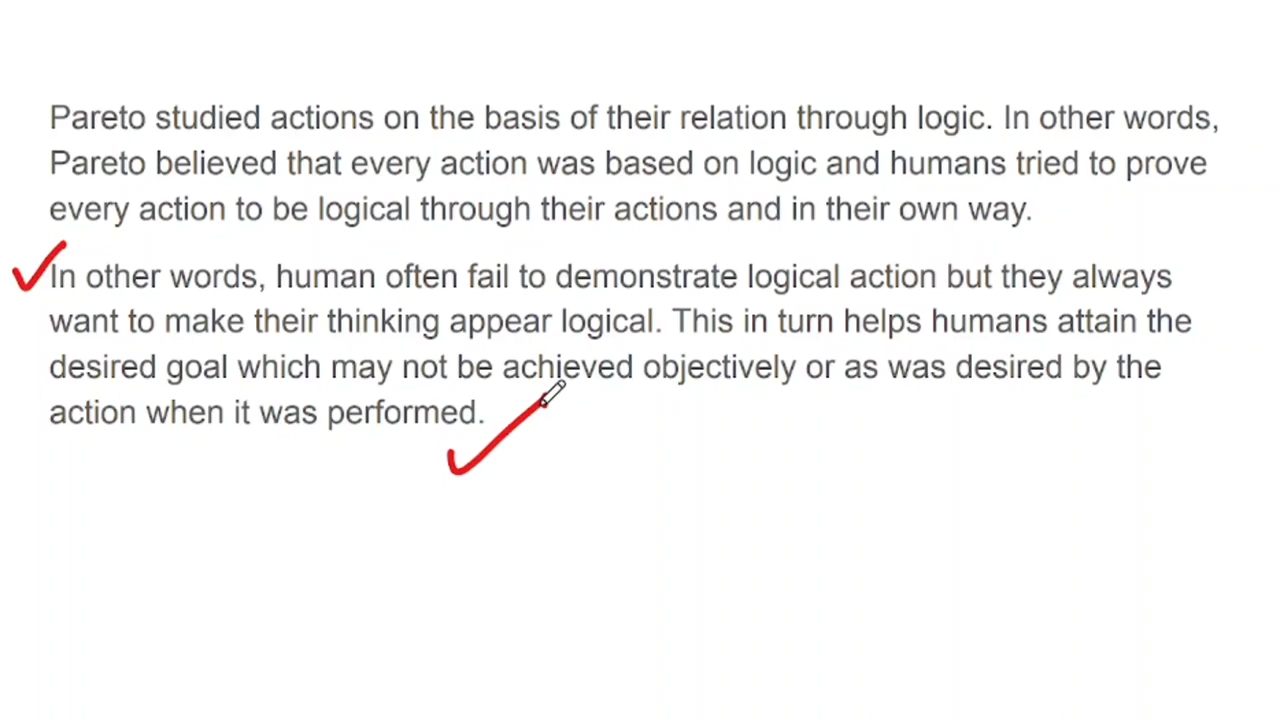 Pareto studied actions on the basis of their relation through logic. In other words,
Pareto believed that every action was based on logic and humans tried to prove
every action to be logical through their actions and in their own way.
In other words, human often fail to demonstrate logical action but they always
want to make their thinking appear logical. This in turn helps humans attain the
desired goal which may not be achieved objectively or as was desired by the
action when it was performed.